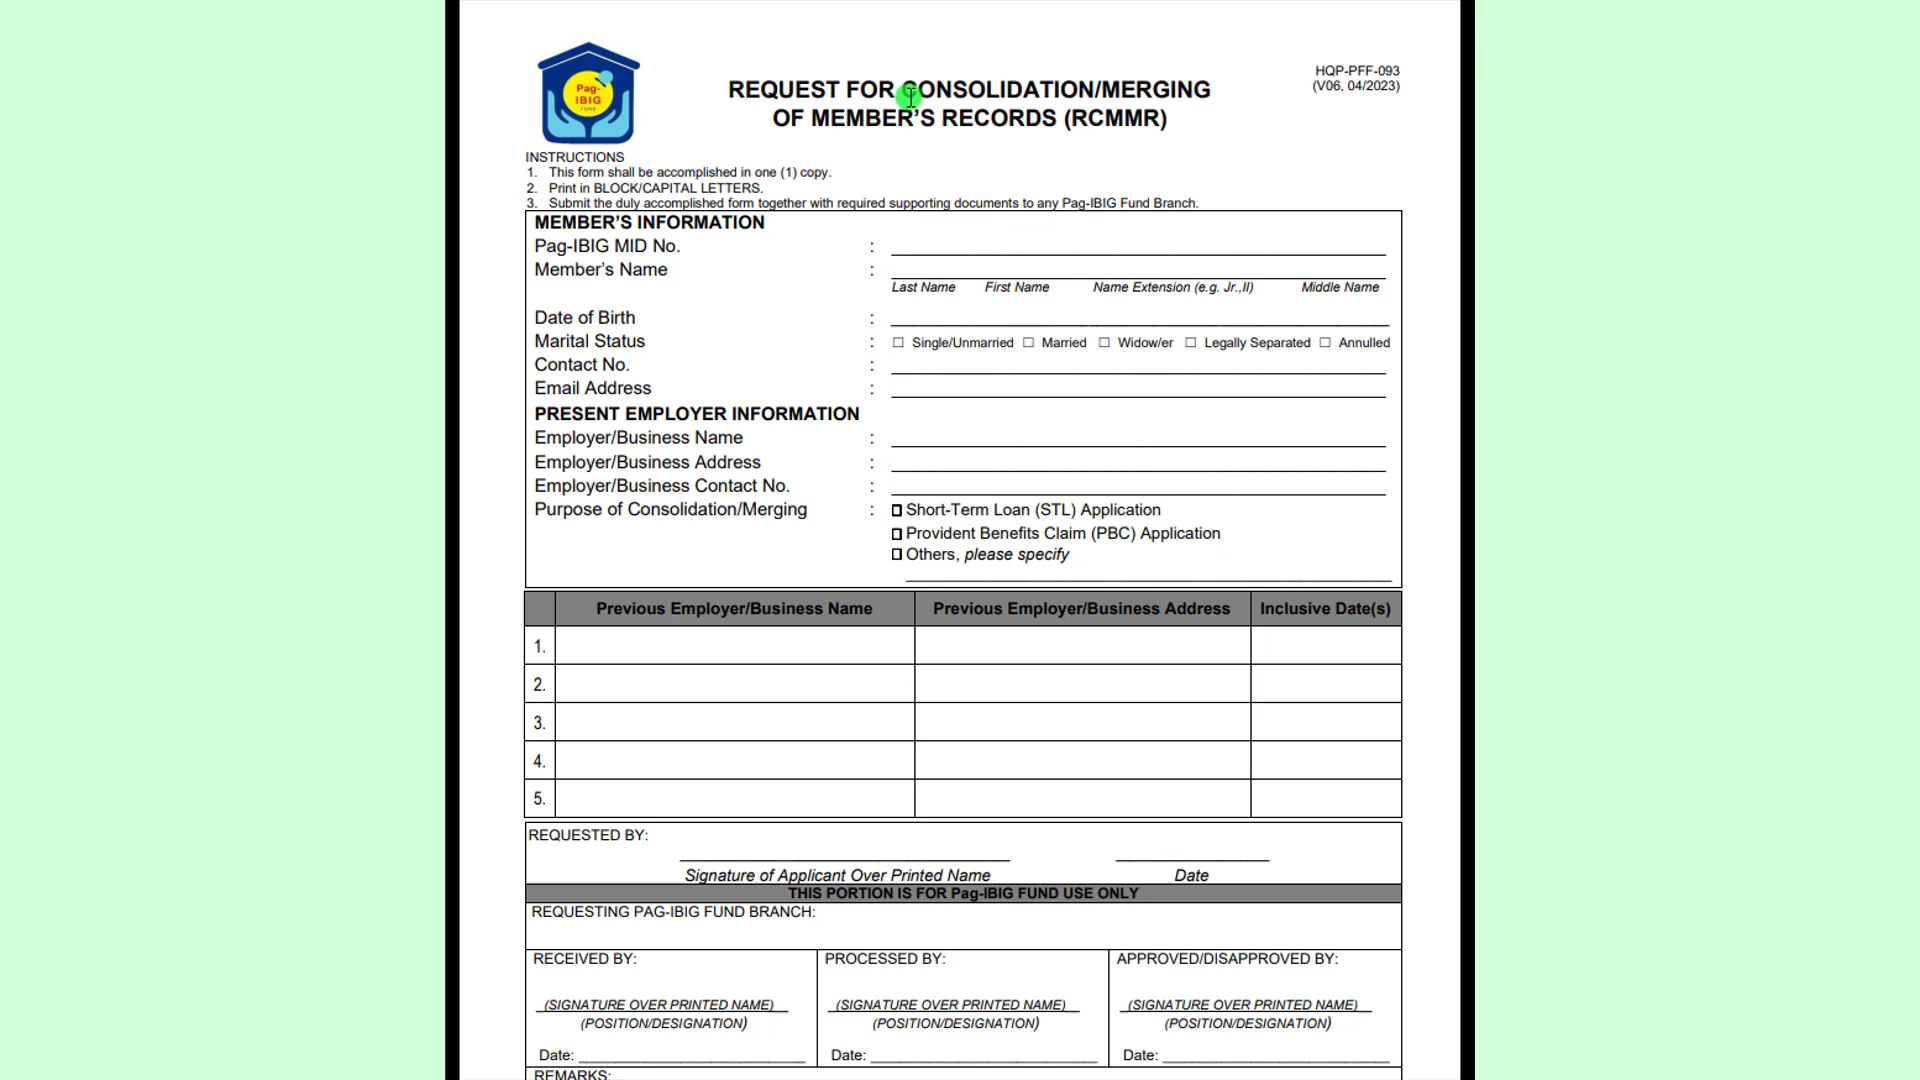 Pag-
IBIG
FUND
REQUEST FOR CONSOLIDATION/MERGING
OF MEMBER'S RECORDS (RCMMR)
HQP-PFF-093
(V06, 04/2023)
INSTRUCTIONS
1. This form shall be accomplished in one (1) copy.
2. Print in BLOCK/CAPITAL LETTERS.
3. Submit the duly accomplished form together with required supporting documents to any Pag-IBIG Fund Branch.
MEMBER'S INFORMATION
Pag-IBIG MID No. :
Member's Name :
Last Name First Name Name Extension (e.g. Jr.,II) Middle Name
Date of Birth :
Marital Status : ☐ Single/Unmarried ☐ Married ☐ Widow/er ☐ Legally Separated ☐ Annulled
Contact No. :
Email Address :
PRESENT EMPLOYER INFORMATION
Employer/Business Name :
Employer/Business Address :
Employer/Business Contact No. :
Purpose of Consolidation/Merging : ☐ Short-Term Loan (STL) Application
☐ Provident Benefits Claim (PBC) Application
☐ Others, please specify
Previous Employer/Business Name Previous Employer/Business Address Inclusive Date(s)
1.
2.
3.
4.
5.
REQUESTED BY:
Signature of Applicant Over Printed Name Date
THIS PORTION IS FOR Pag-IBIG FUND USE ONLY
REQUESTING PAG-IBIG FUND BRANCH:
RECEIVED BY: PROCESSED BY: APPROVED/DISAPPROVED BY:
(SIGNATURE OVER PRINTED NAME) (SIGNATURE OVER PRINTED NAME) (SIGNATURE OVER PRINTED NAME)
(POSITION/DESIGNATION) (POSITION/DESIGNATION) (POSITION/DESIGNATION)
Date: Date: Date:
REMARKS: